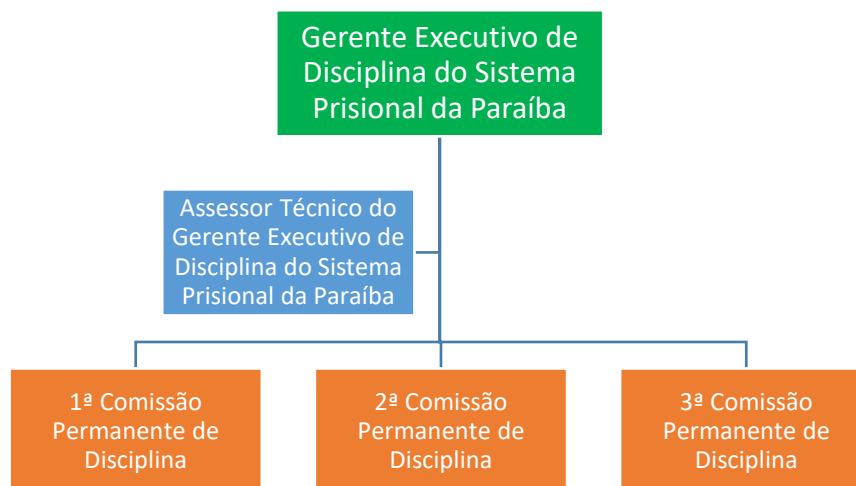 Gerente Executivo de
Disciplina do Sistema
Prisional da Paraíba
Assessor Técnico do
Gerente Executivo de
Disciplina do Sistema
Prisional da Paraíba
1ª Comissão
Permanente de
Disciplina
2ª Comissão
Permanente de
Disciplina
3ª Comissão
Permanente de
Disciplina